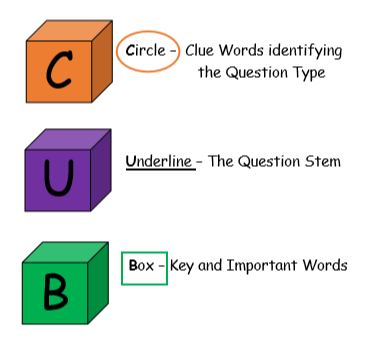 C
Circle – Clue Words identifying
the Question Type
U
Underline – The Question Stem
B
Box – Key and Important Words